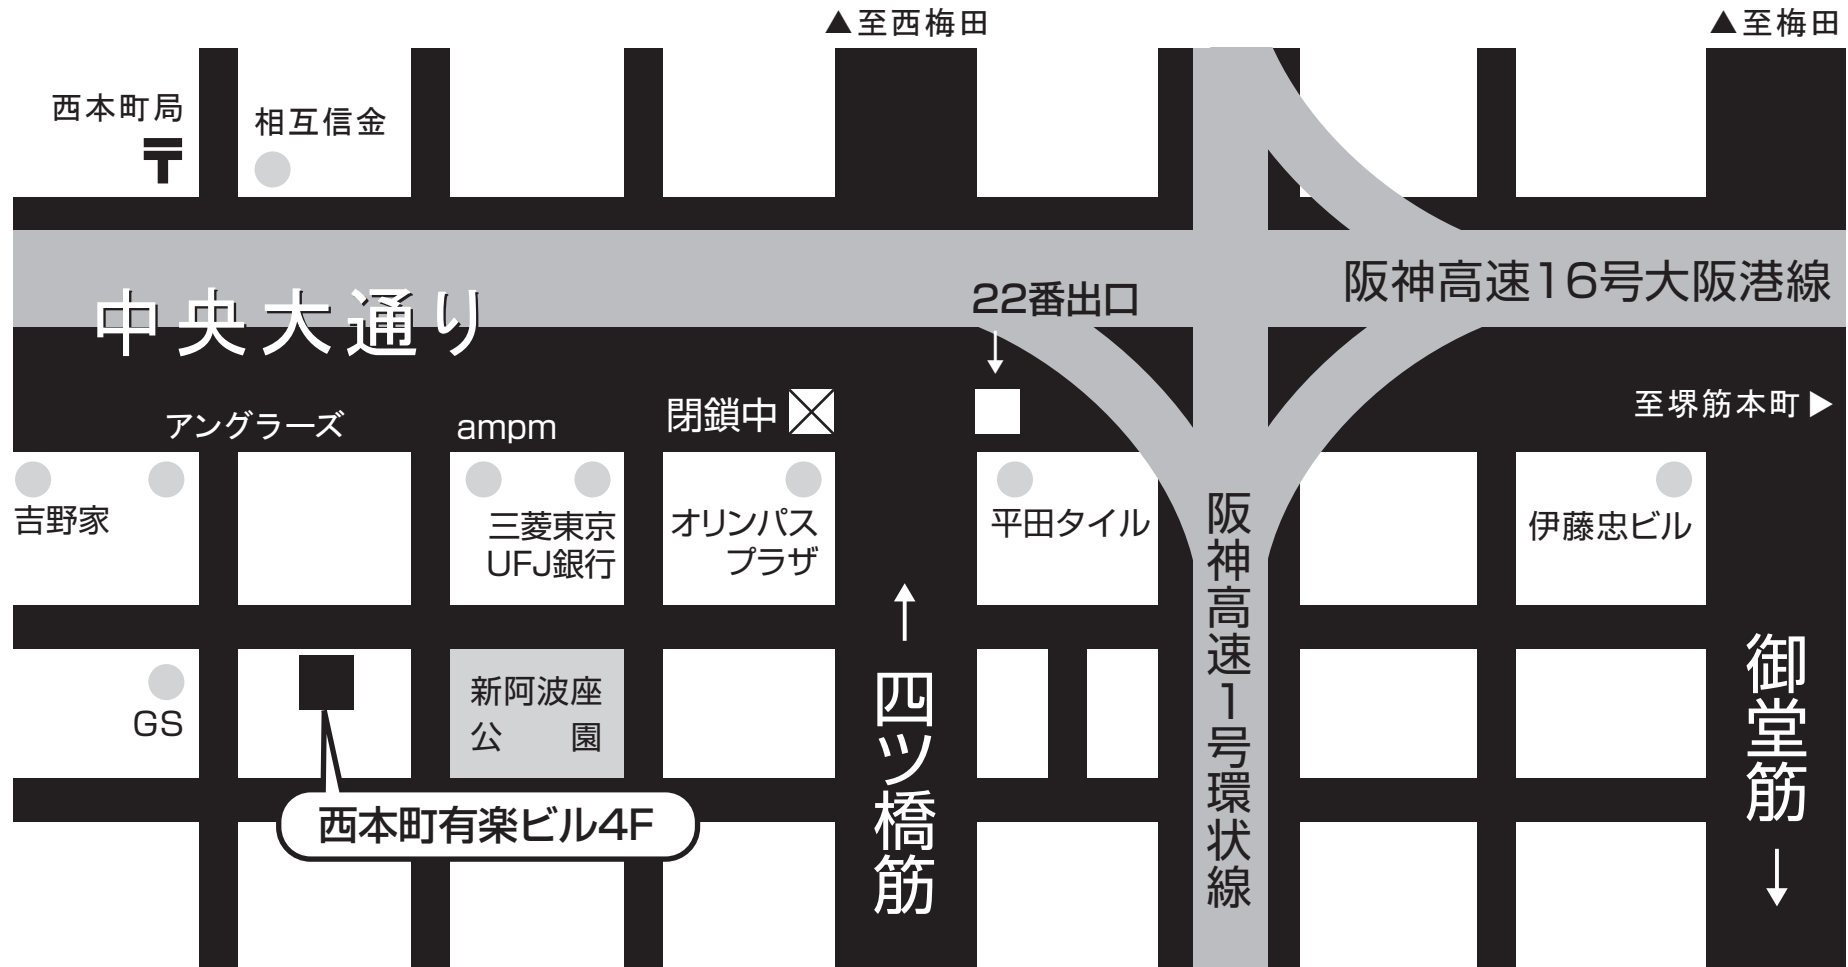 ▲至西梅田
▲至梅田
西本町局
〒
相互信金
阪神高速16号大阪港線
中央大通り
22番出口
至堺筋本町▶
アングラーズ
ampm
閉鎖中
吉野家
三菱東京
UFJ銀行
オリンパス
プラザ
平田タイル
伊藤忠ビル
阪神高速1号環状線
四ツ橋筋
御堂筋
GS
新阿波座
公園
西本町有楽ビル4F